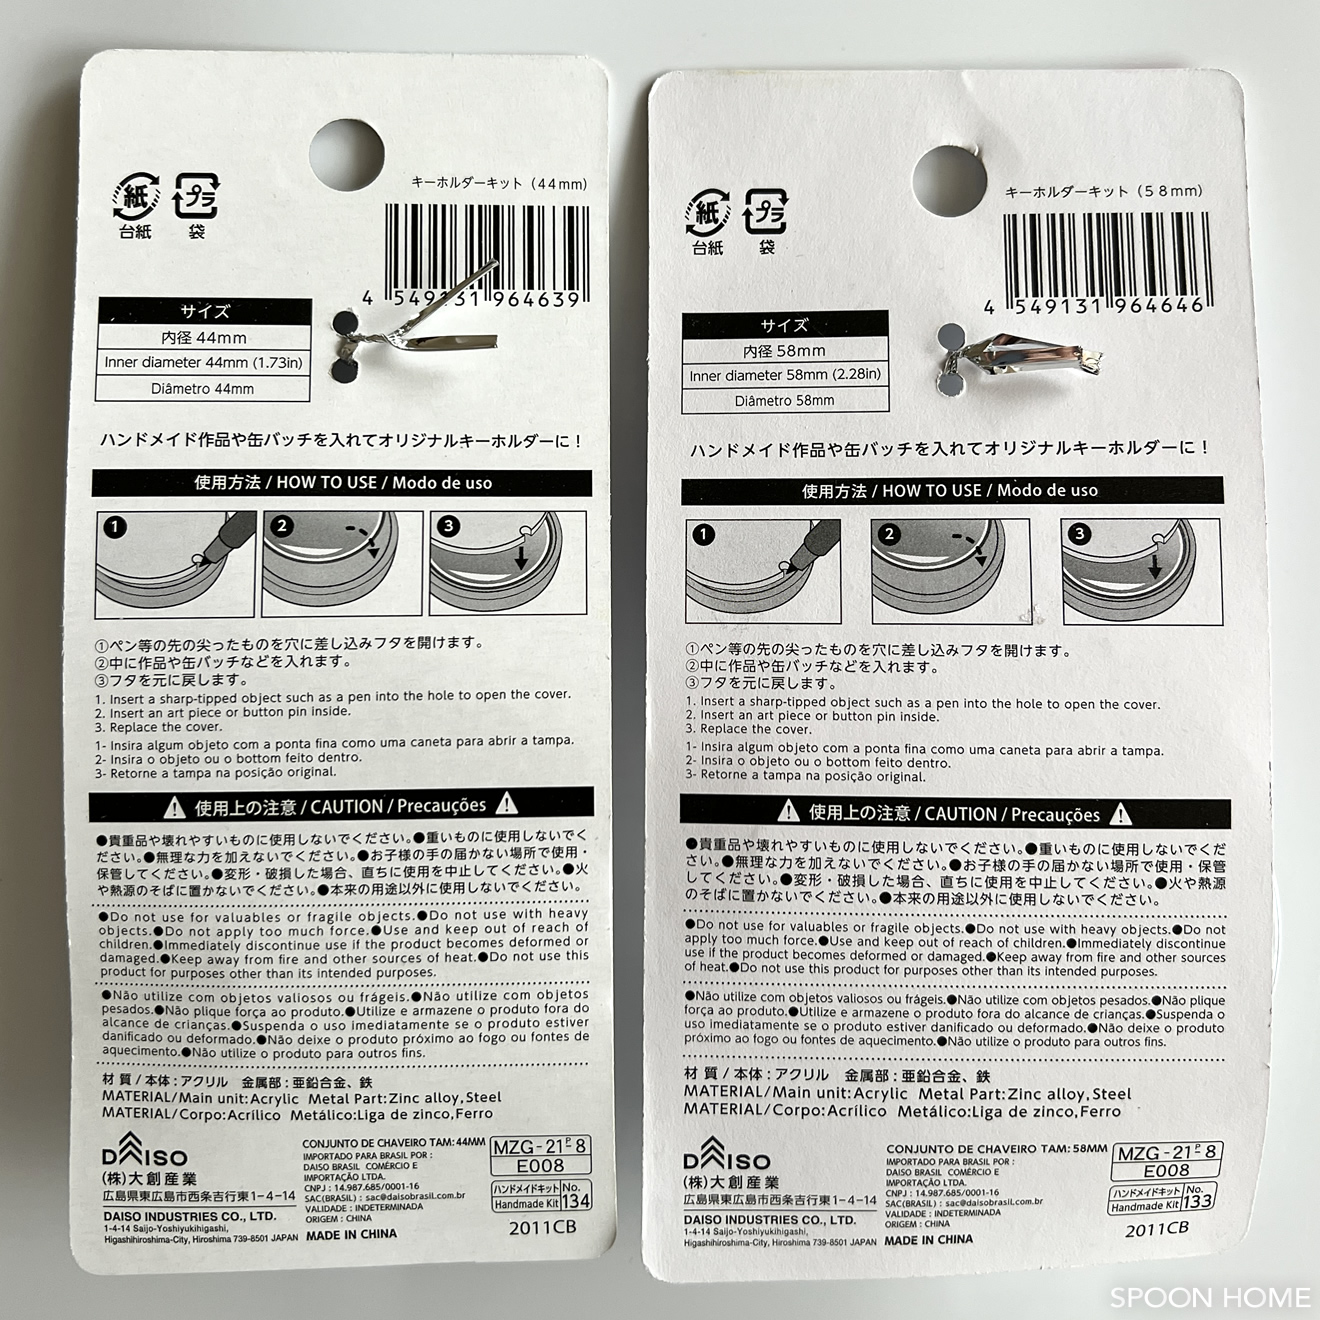 紙
台紙
プラ
袋
キーホルダーキット（44mm）
4 549131 964639
サイズ
内径 44mm
Inner diameter 44mm (1.73in)
Diâmetro 44mm
ハンドメイド作品や缶バッチを入れてオリジナルキーホルダーに！
使用方法 / HOW TO USE / Modo de uso
1
2
3
①ペン等の先の尖ったものを穴に差し込みフタを開けます。
②中に作品や缶バッチなどを入れます。
③フタを元に戻します。
1. Insert a sharp-tipped object such as a pen into the hole to open the cover.
2. Insert an art piece or button pin inside.
3. Replace the cover.
1- Insira algum objeto com a ponta fina como uma caneta para abrir a tampa.
2- Insira o objeto ou o bottom feito dentro.
3- Retorne a tampa na posição original.
使用上の注意 / CAUTION / Precauções
●貴重品や壊れやすいものに使用しないでください。●重いものに使用しないでく
ださい。●無理な力を加えないでください。●お子様の手の届かない場所で使用・
保管してください。●変形・破損した場合、直ちに使用を中止してください。●火
や熱源のそばに置かないでください。●本来の用途以外に使用しないでください。
●Do not use for valuables or fragile objects.●Do not use with heavy
objects.●Do not apply too much force.●Use and keep out of reach of
children.●Immediately discontinue use if the product becomes deformed or
damaged.●Keep away from fire and other sources of heat.●Do not use this
product for purposes other than its intended purposes.
●Não utilize com objetos valiosos ou frágeis.●Não utilize com objetos
pesados.●Não plique força ao produto.●Utilize e armazene o produto fora do
alcance de crianças.●Suspenda o uso imediatamente se o produto estiver
danificado ou deformado.●Não deixe o produto próximo ao fogo ou fontes de
aquecimento.●Não utilize o produto para outros fins.
材 質 / 本体：アクリル 金属部：亜鉛合金、鉄
MATERIAL/Main unit:Acrylic Metal Part:Zinc alloy,Steel
MATERIAL/Corpo:Acrílico Metálico:Liga de zinco,Ferro
DAISO
(株)大創産業
広島県東広島市西条吉行東1-4-14
DAISO INDUSTRIES CO., LTD.
1-4-14 Saijo-Yoshiyukihigashi,
Higashihiroshima-City, Hiroshima 739-8501 JAPAN
CONJUNTO DE CHAVEIRO TAM:44MM
IMPORTADO PARA BRASIL POR :
DAISO BRASIL COMÉRCIO E
IMPORTAÇÃO LTDA.
CNPJ : 14.987.685/0001-16
SAC(BRASIL) : sac@daisobrasil.com.br
VALIDADE : INDETERMINADA
ORIGEM : CHINA
MADE IN CHINA
MZG-21P8
E008
ハンドメイドキット No.
Handmade Kit 134
2011CB
紙
台紙
プラ
袋
キーホルダーキット（58mm）
4 549131 964646
サイズ
内径 58mm
Inner diameter 58mm (2.28in)
Diâmetro 58mm
ハンドメイド作品や缶バッチを入れてオリジナルキーホルダーに！
使用方法 / HOW TO USE / Modo de uso
1
2
3
①ペン等の先の尖ったものを穴に差し込みフタを開けます。
②中に作品や缶バッチなどを入れます。
③フタを元に戻します。
1. Insert a sharp-tipped object such as a pen into the hole to open the cover.
2. Insert an art piece or button pin inside.
3. Replace the cover.
1- Insira algum objeto com a ponta fina como uma caneta para abrir a tampa.
2- Insira o objeto ou o bottom feito dentro.
3- Retorne a tampa na posição original.
使用上の注意 / CAUTION / Precauções
●貴重品や壊れやすいものに使用しないでください。●重いものに使用しないでくだ
さい。●無理な力を加えないでください。●お子様の手の届かない場所で使用・保管
してください。●変形・破損した場合、直ちに使用を中止してください。●火や熱源
のそばに置かないでください。●本来の用途以外に使用しないでください。
●Do not use for valuables or fragile objects.●Do not use with heavy objects.●Do not
apply too much force.●Use and keep out of reach of children.●Immediately discontinue
use if the product becomes deformed or damaged.●Keep away from fire and other sources
of heat.●Do not use this product for purposes other than its intended purposes.
●Não utilize com objetos valiosos ou frágeis.●Não utilize com objetos pesados.●Não plique
força ao produto.●Utilize e armazene o produto fora do alcance de crianças.●Suspenda o
uso imediatamente se o produto estiver danificado ou deformado.●Não deixe o produto
próximo ao fogo ou fontes de aquecimento.●Não utilize o produto para outros fins.
材 質 / 本体：アクリル 金属部：亜鉛合金、鉄
MATERIAL/Main unit:Acrylic Metal Part:Zinc alloy,Steel
MATERIAL/Corpo:Acrílico Metálico:Liga de zinco,Ferro
DAISO
(株)大創産業
広島県東広島市西条吉行東1-4-14
DAISO INDUSTRIES CO., LTD.
1-4-14 Saijo-Yoshiyukihigashi,
Higashihiroshima-City, Hiroshima 739-8501 JAPAN
CONJUNTO DE CHAVEIRO TAM:58MM
IMPORTADO PARA BRASIL POR :
DAISO BRASIL COMÉRCIO E
IMPORTAÇÃO LTDA.
CNPJ : 14.987.685/0001-16
SAC(BRASIL) : sac@daisobrasil.com.br
VALIDADE : INDETERMINADA
ORIGEM : CHINA
MADE IN CHINA
MZG-21P8
E008
ハンドメイドキット No.
Handmade Kit 133
2011CB
SPOON HOME